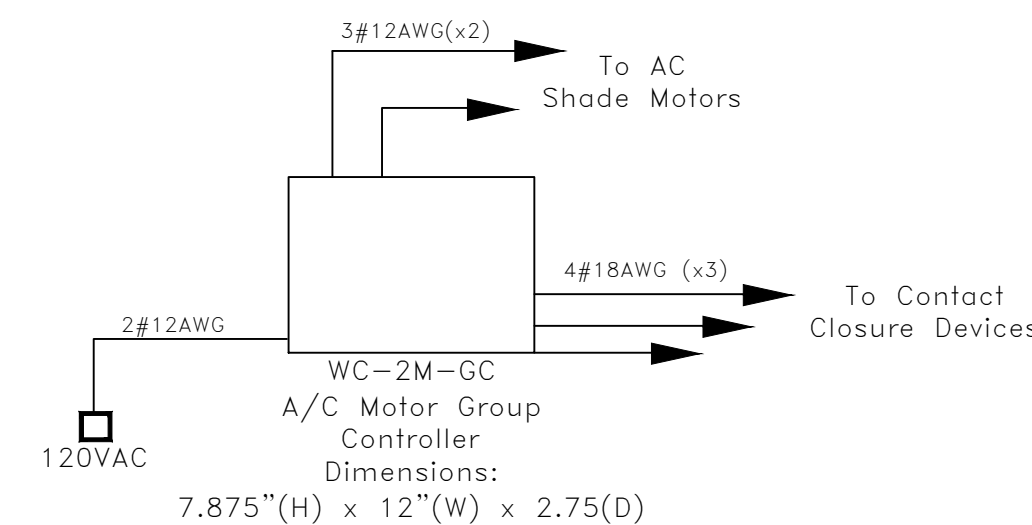 3#12AWG(x2)
To AC
Shade Motors
4#18AWG (x3)
To Contact
Closure Devices
2#12AWG
120VAC
WC-2M-GC
A/C Motor Group
Controller
Dimensions:
7.875"(H) x 12"(W) x 2.75(D)